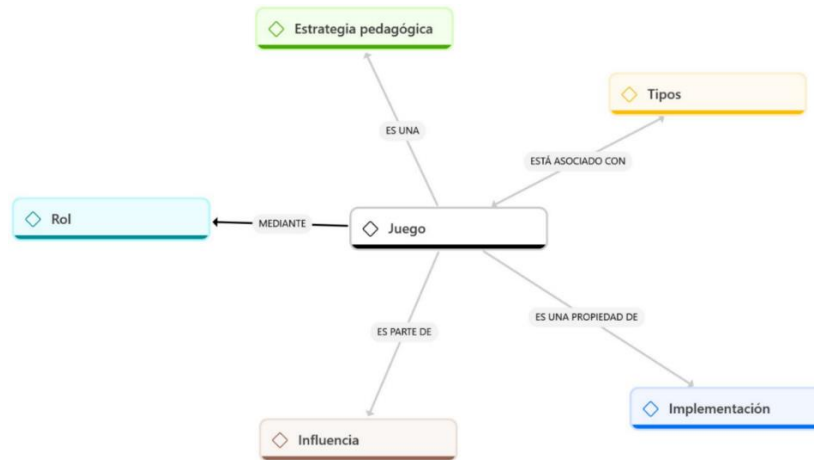 Estrategia pedagógica
Tipos
ES UNA
ESTÁ ASOCIADO CON
Rol
MEDIANTE
Juego
ES UNA PROPIEDAD DE
ES PARTE DE
Implementación
Influencia